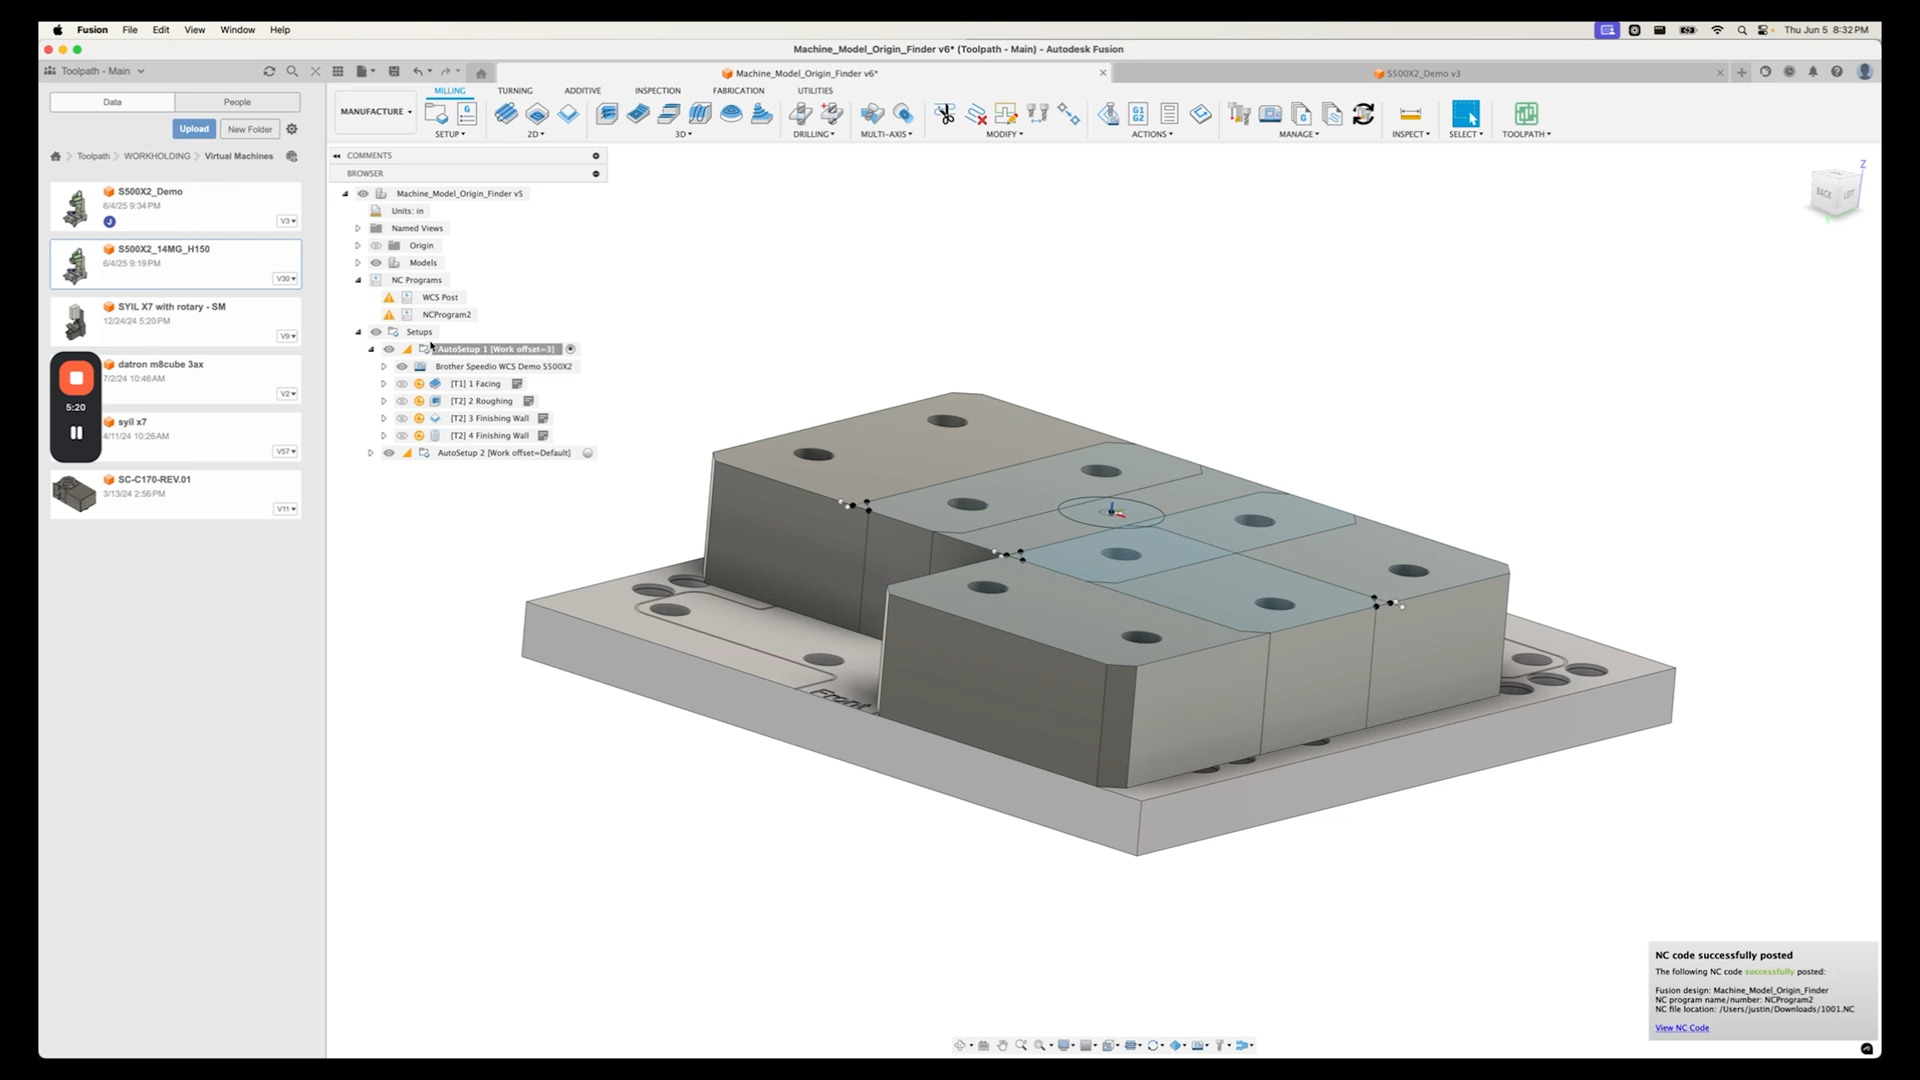 Fusion File Edit View Window Help
Thu Jun 5 8:32 PM
Machine_Model_Origin_Finder v6* (Toolpath - Main) - Autodesk Fusion
Toolpath - Main
Machine_Model_Origin_Finder v6*
S500X2_Demo v3
Data People
Upload New Folder
Toolpath WORKHOLDING Virtual Machines
S500X2_Demo
6/4/25 9:34 PM
J
V3
S500X2_14MG_H150
6/4/25 9:19 PM
V30
SYIL X7 with rotary - SM
12/24/24 5:20 PM
V9
datron m8cube 3ax
7/2/24 10:46 AM
V2
syil x7
4/11/24 10:26 AM
V57
SC-C170-REV.01
3/13/24 2:56 PM
V11
5:20
MANUFACTURE
MILLING TURNING ADDITIVE INSPECTION FABRICATION UTILITIES
G
G1
G2
G
SETUP 2D 3D DRILLING MULTI-AXIS MODIFY ACTIONS MANAGE INSPECT SELECT TOOLPATH
COMMENTS
BROWSER
Machine_Model_Origin_Finder v5
Units: in
Named Views
Origin
Models
NC Programs
WCS Post
NCProgram2
Setups
AutoSetup 1 [Work offset=3]
Brother Speedio WCS Demo S500X2
[T1] 1 Facing
[T2] 2 Roughing
[T2] 3 Finishing Wall
[T2] 4 Finishing Wall
AutoSetup 2 [Work offset=Default]
Z
BACK LEFT
Front
NC code successfully posted
The following NC code successfully posted:
Fusion design: Machine_Model_Origin_Finder
NC program name/number: NCProgram2
NC file location: /Users/justin/Downloads/1001.NC
View NC Code